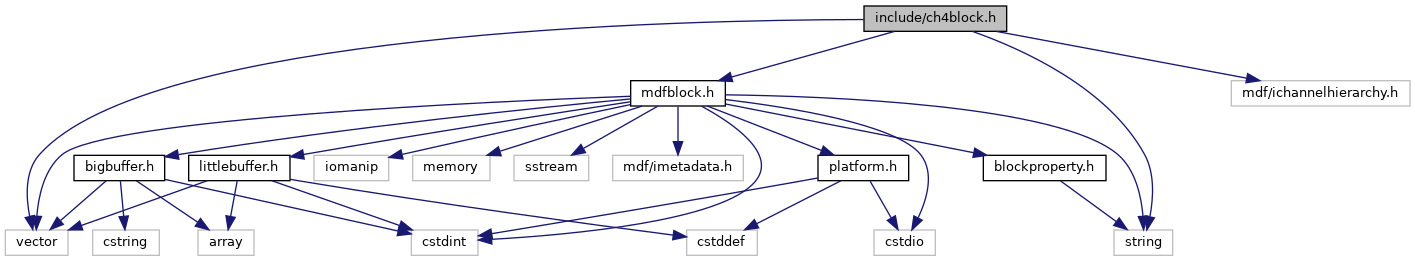 include/ch4block.h
mdfblock.h
mdf/ichannelhierarchy.h
bigbuffer.h
littlebuffer.h
iomanip
memory
sstream
mdf/imetadata.h
platform.h
blockproperty.h
vector
cstring
array
cstdint
cstddef
cstdio
string